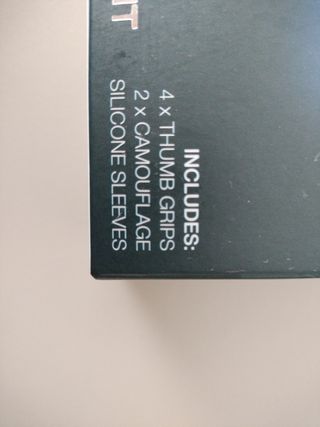 INCLUDES:
4 x THUMB GRIPS
2 x CAMOUFLAGE
SILICONE SLEEVES